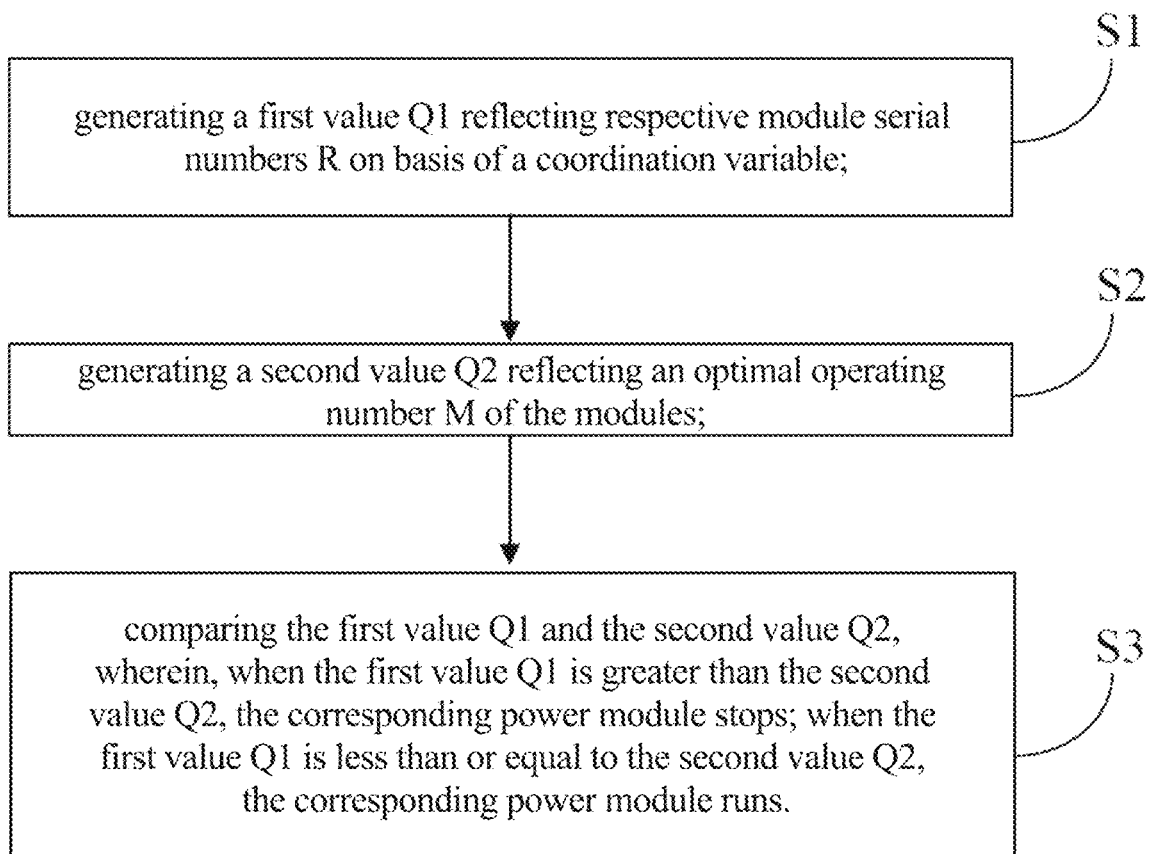 S1
generating a first value Q1 reflecting respective module serial
numbers R on basis of a coordination variable;
S2
generating a second value Q2 reflecting an optimal operating
number M of the modules;
S3
comparing the first value Q1 and the second value Q2,
wherein, when the first value Q1 is greater than the second
value Q2, the corresponding power module stops; when the
first value Q1 is less than or equal to the second value Q2,
the corresponding power module runs.